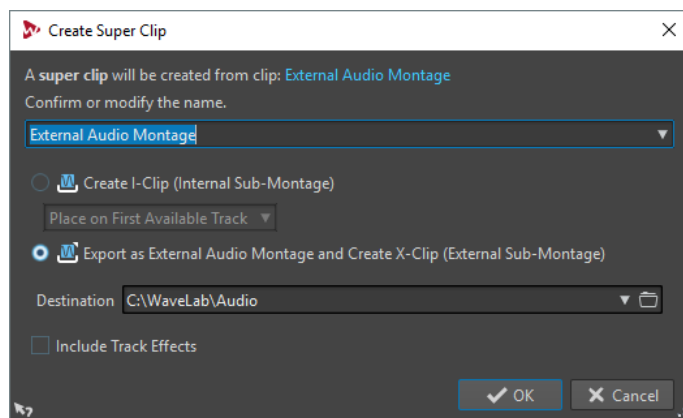 Create Super Clip
A super clip will be created from clip: External Audio Montage
Confirm or modify the name.
External Audio Montage
Create I-Clip (Internal Sub-Montage)
Place on First Available Track
Export as External Audio Montage and Create X-Clip (External Sub-Montage)
Destination C:\WaveLab\Audio
Include Track Effects
OK Cancel